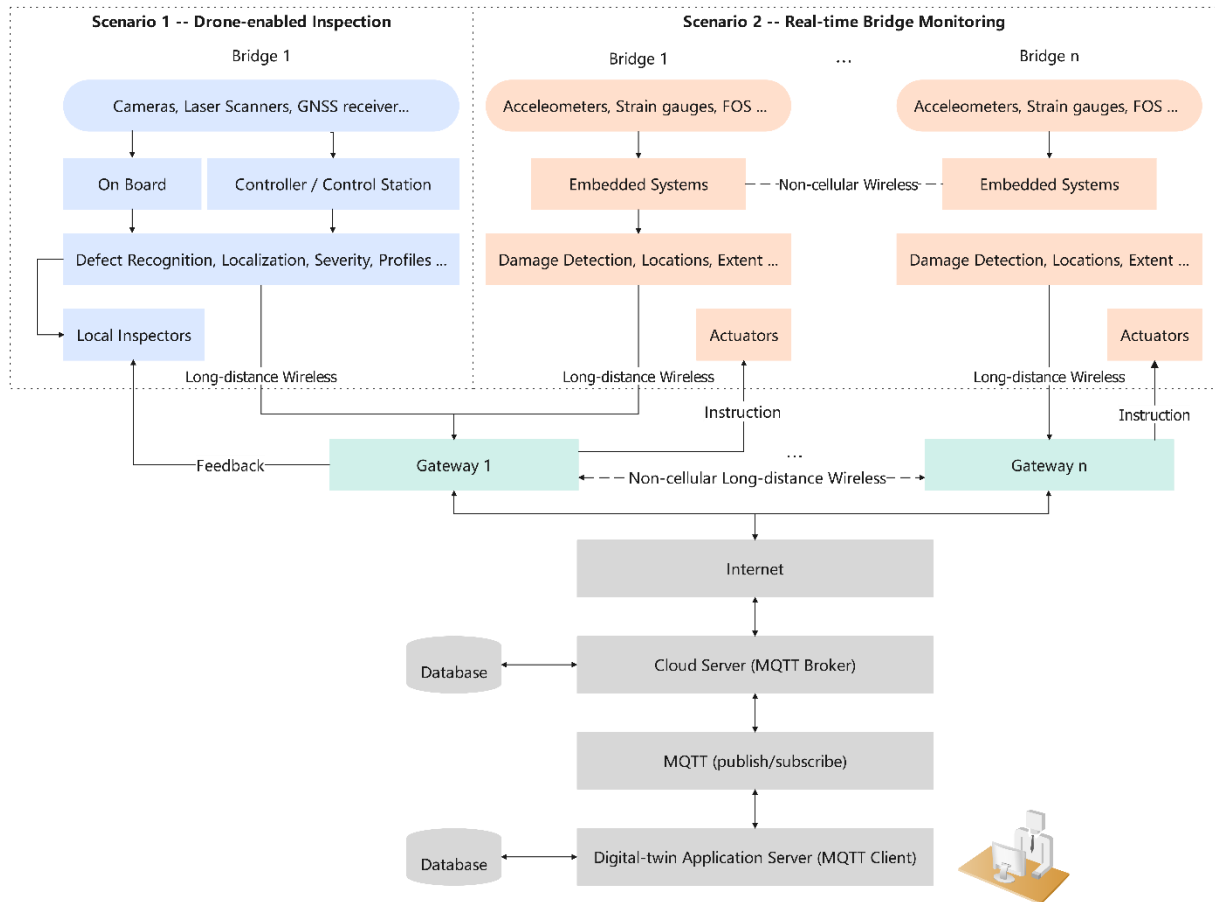 Scenario 1 -- Drone-enabled Inspection
Bridge 1
Cameras, Laser Scanners, GNSS receiver...
On Board
Controller / Control Station
Defect Recognition, Localization, Severity, Profiles ...
Local Inspectors
Long-distance Wireless
Scenario 2 -- Real-time Bridge Monitoring
Bridge 1
...
Bridge n
Acceleometers, Strain gauges, FOS ...
Acceleometers, Strain gauges, FOS ...
Embedded Systems
Non-cellular Wireless
Embedded Systems
Damage Detection, Locations, Extent ...
Damage Detection, Locations, Extent ...
Actuators
Actuators
Long-distance Wireless
Long-distance Wireless
Instruction
Instruction
Feedback
Gateway 1
...
Non-cellular Long-distance Wireless
Gateway n
Internet
Database
Cloud Server (MQTT Broker)
MQTT (publish/subscribe)
Database
Digital-twin Application Server (MQTT Client)